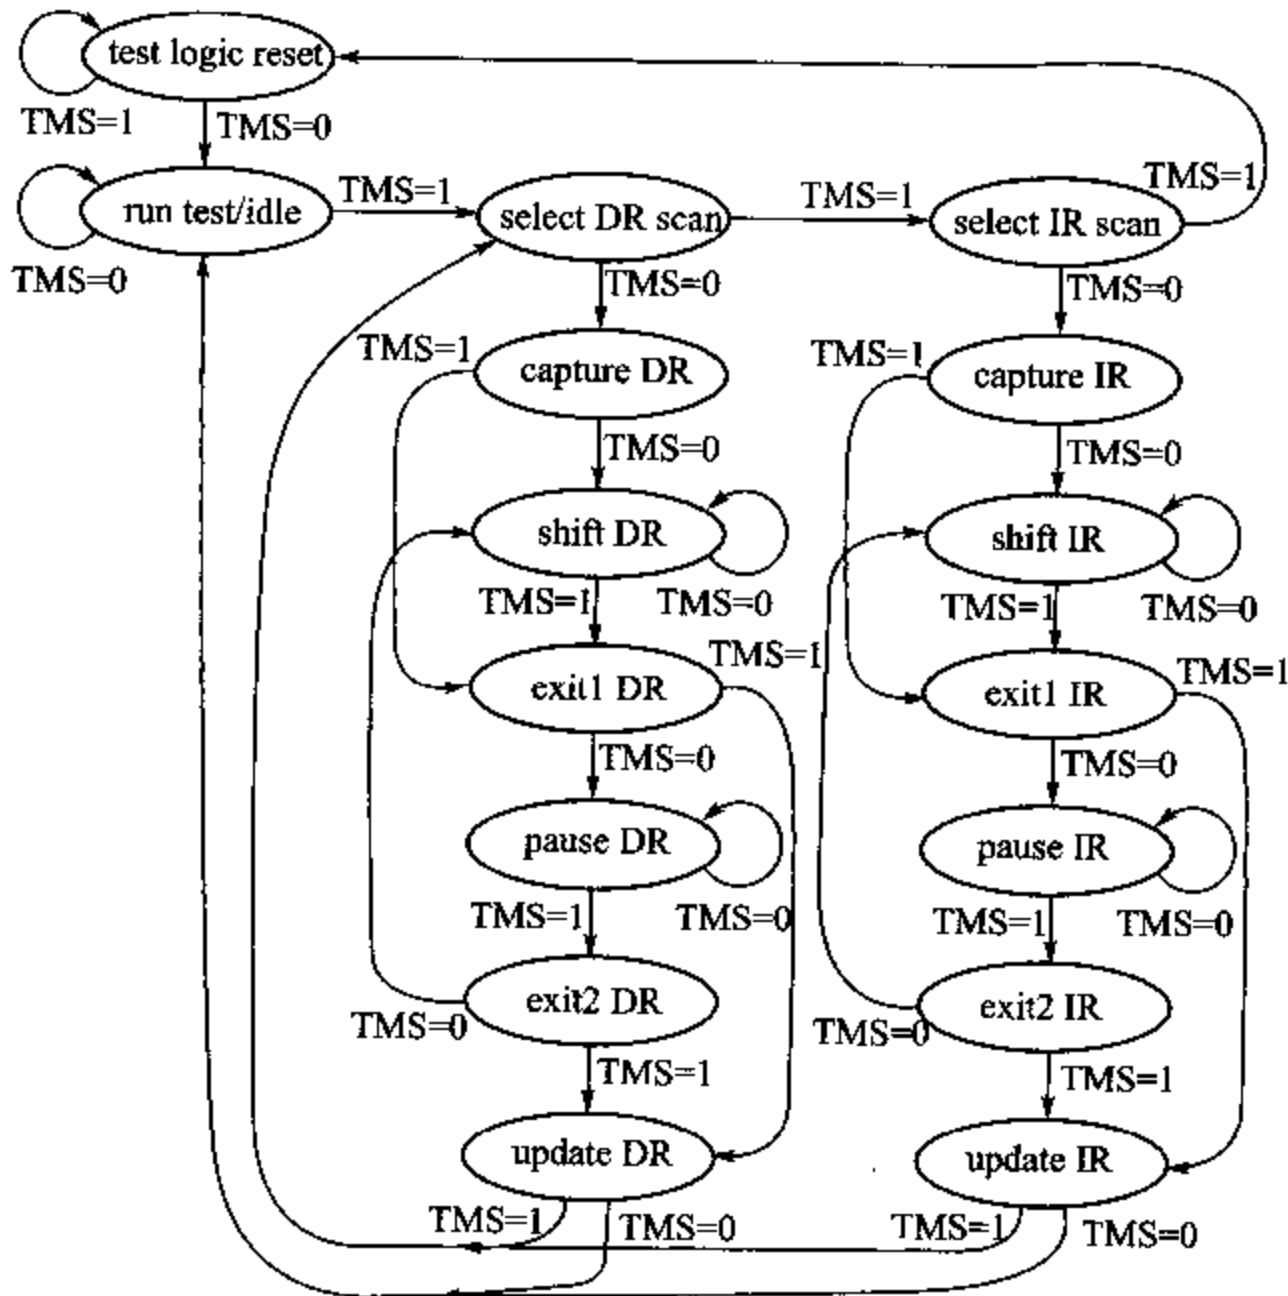 test logic reset
TMS=1
TMS=0
run test/idle
TMS=0
TMS=1
select DR scan
TMS=1
select IR scan
TMS=1
TMS=0
TMS=0
TMS=1
capture DR
TMS=1
capture IR
TMS=0
TMS=0
shift DR
shift IR
TMS=1
TMS=0
TMS=1
TMS=0
exit1 DR
TMS=1
exit1 IR
TMS=1
TMS=0
TMS=0
pause DR
pause IR
TMS=1
TMS=0
TMS=1
TMS=0
exit2 DR
exit2 IR
TMS=0
TMS=0
TMS=1
TMS=1
update DR
update IR
TMS=1
TMS=0
TMS=1
TMS=0